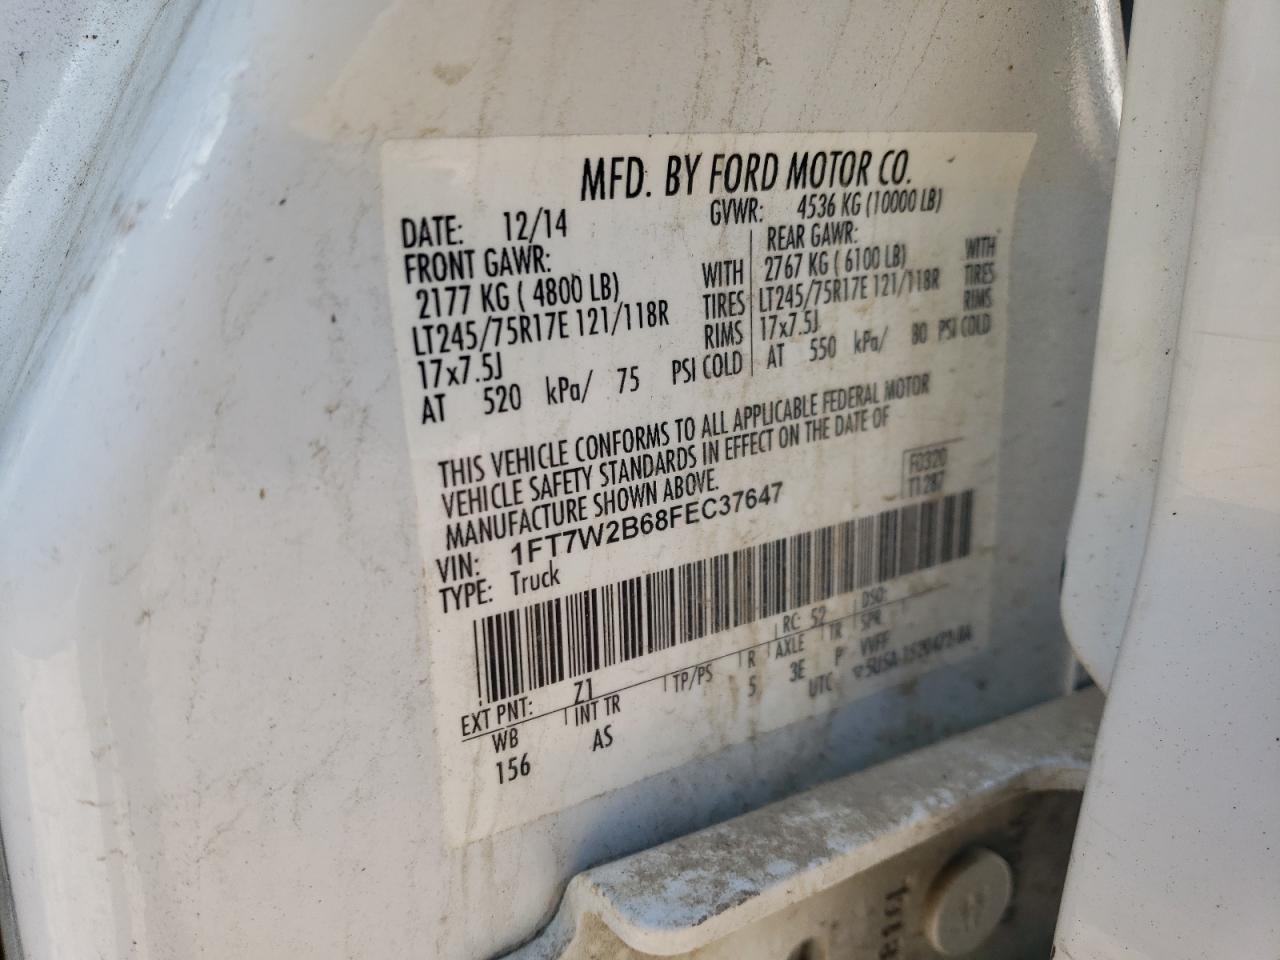 MFD. BY FORD MOTOR CO.
DATE: 12/14 GVWR: 4536 KG (10000 LB)
FRONT GAWR: REAR GAWR:
2177 KG ( 4800 LB) WITH 2767 KG ( 6100 LB) WITH
LT245/75R17E 121/118R TIRES LT245/75R17E 121/118R TIRES
17x7.5J RIMS 17x7.5J RIMS
AT 520 kPa/ 75 PSI COLD AT 550 kPa/ 80 PSI COLD
THIS VEHICLE CONFORMS TO ALL APPLICABLE FEDERAL MOTOR
VEHICLE SAFETY STANDARDS IN EFFECT ON THE DATE OF
MANUFACTURE SHOWN ABOVE.
F0320
T1287
VIN: 1FT7W2B68FEC37647
TYPE: Truck
EXT PNT: Z1 RC: 52 DSO:
WB INT TR TP/PS R AXLE TR SPR
156 AS 5 3E P VVFF
UTC